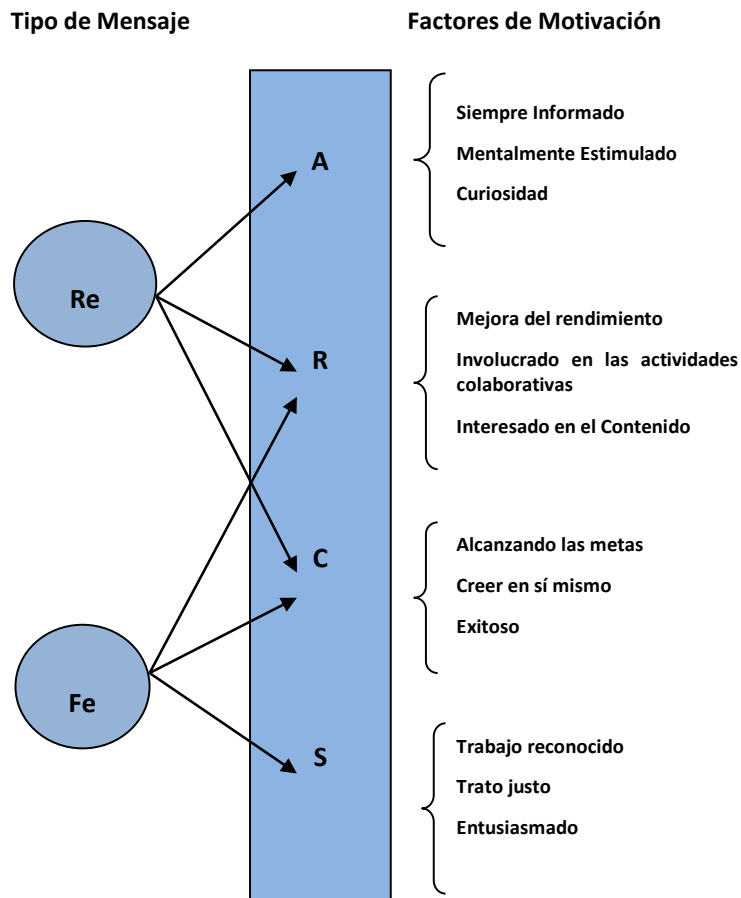 Tipo de Mensaje
Factores de Motivación
Siempre Informado
A
Mentalmente Estimulado
Curiosidad
Re
Mejora del rendimiento
R
Involucrado en las actividades
colaborativas
Interesado en el Contenido
Alcanzando las metas
C
Creer en sí mismo
Exitoso
Fe
Trabajo reconocido
S
Trato justo
Entusiasmado